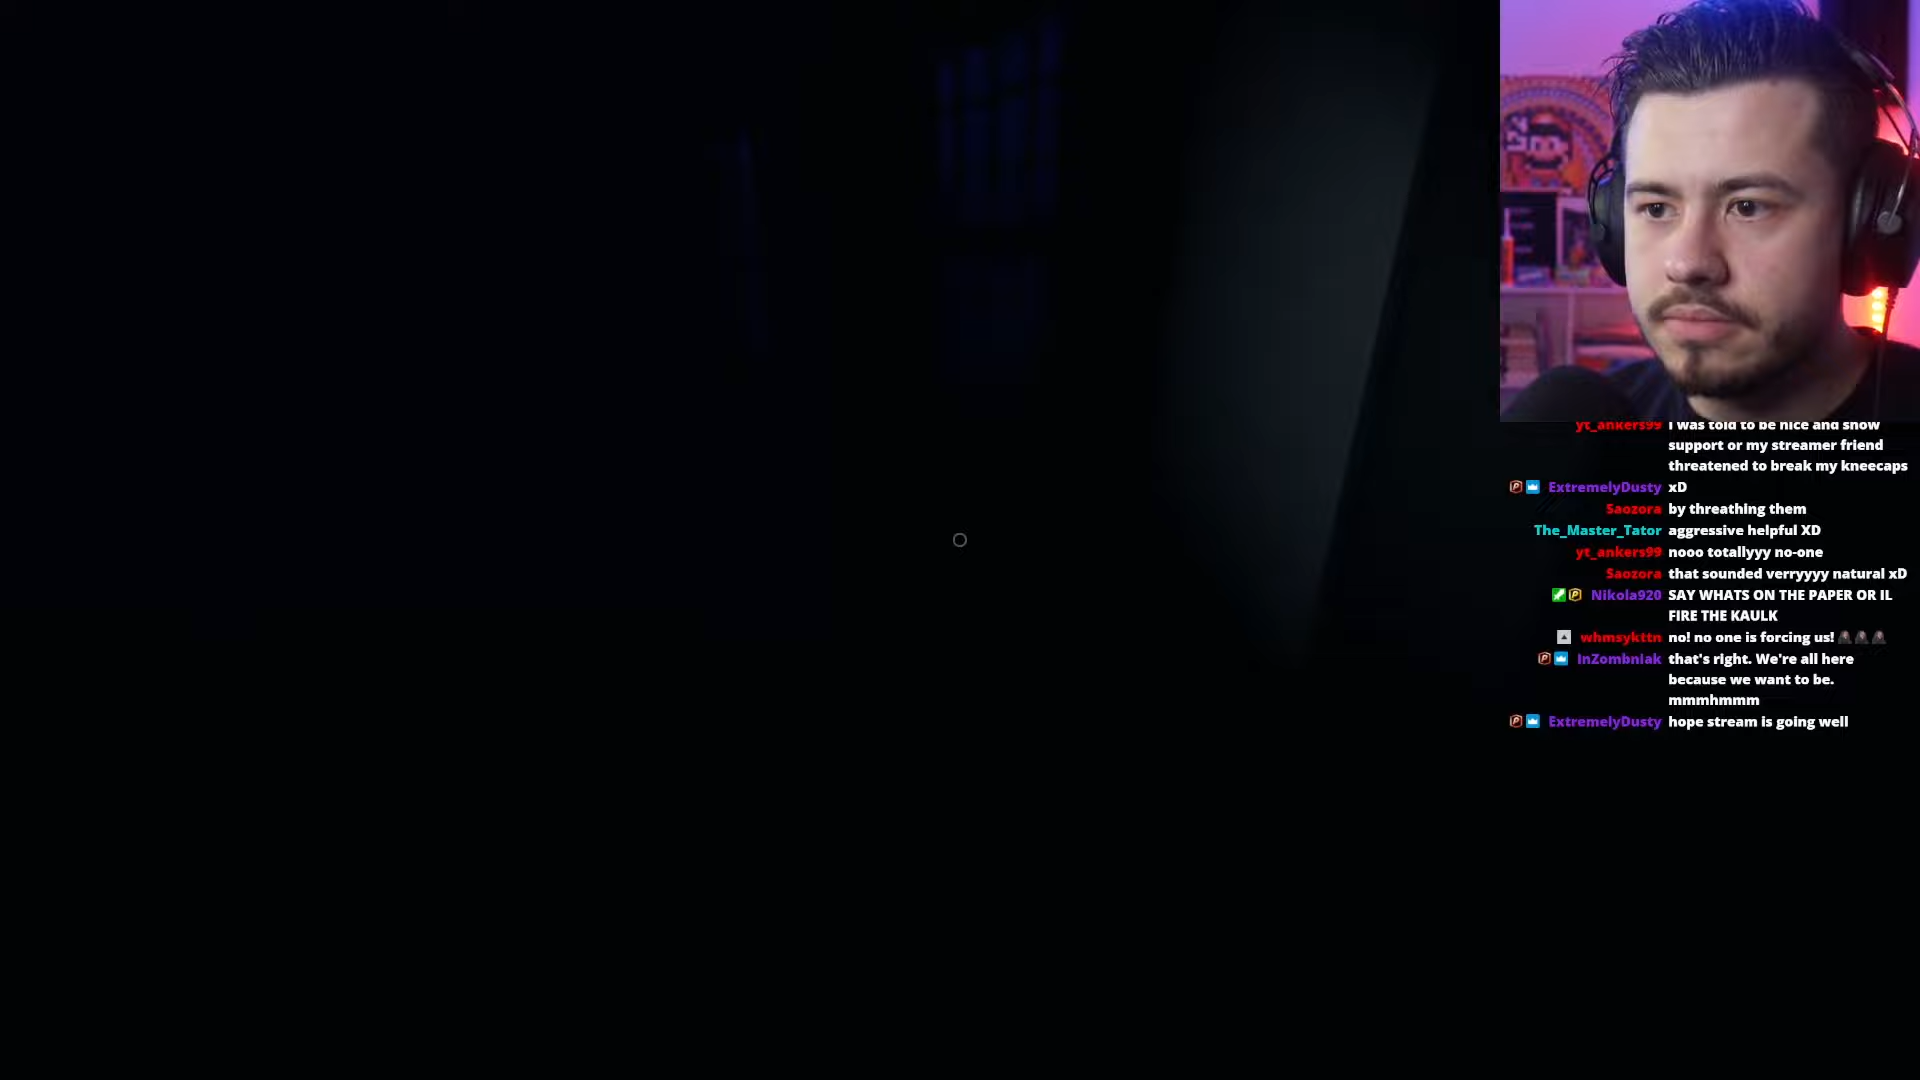 yt_ankers99 I was told to be nice and show
support or my streamer friend
threatened to break my kneecaps
ExtremelyDusty xD
Saozora by threathing them
The_Master_Tator aggressive helpful XD
yt_ankers99 nooo totallyyy no-one
Saozora that sounded verryyyy natural xD
Nikola920 SAY WHATS ON THE PAPER OR IL
FIRE THE KAULK
whmsykttn no! no one is forcing us!
InZombniak that's right. We're all here
because we want to be.
mmmhmmm
ExtremelyDusty hope stream is going well